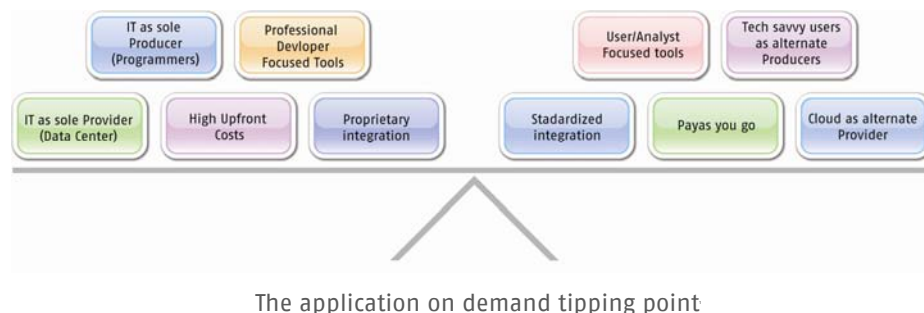 IT as sole
Producer
(Programmers)
Professional
Devloper
Focused Tools
User/Analyst
Focused tools
Tech savvy users
as alternate
Producers
IT as sole Provider
(Data Center)
High Upfront
Costs
Proprietary
integration
Stadardized
integration
Payas you go
Cloud as alternate
Provider
The application on demand tipping point